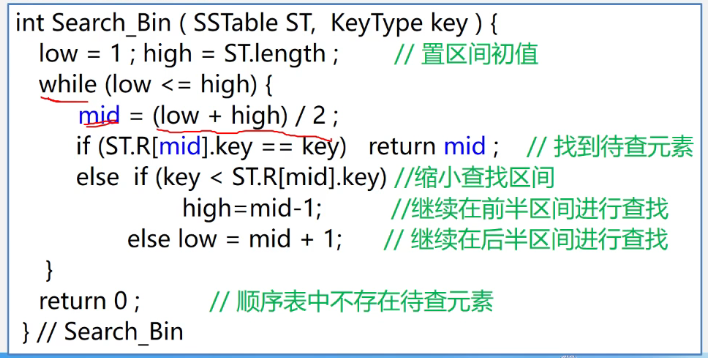 int Search_Bin ( SSTable ST,  KeyType key ) {
low = 1 ; high = ST.length ;  // 置区间初值
while (low <= high) {
mid = (low + high) / 2 ;
if (ST.R[mid].key == key)  return mid ;  // 找到待查元素
else  if (key < ST.R[mid].key) //缩小查找区间
high=mid-1;  //继续在前半区间进行查找
else low = mid + 1;  // 继续在后半区间进行查找
}
return 0 ;  // 顺序表中不存在待查元素
} // Search_Bin